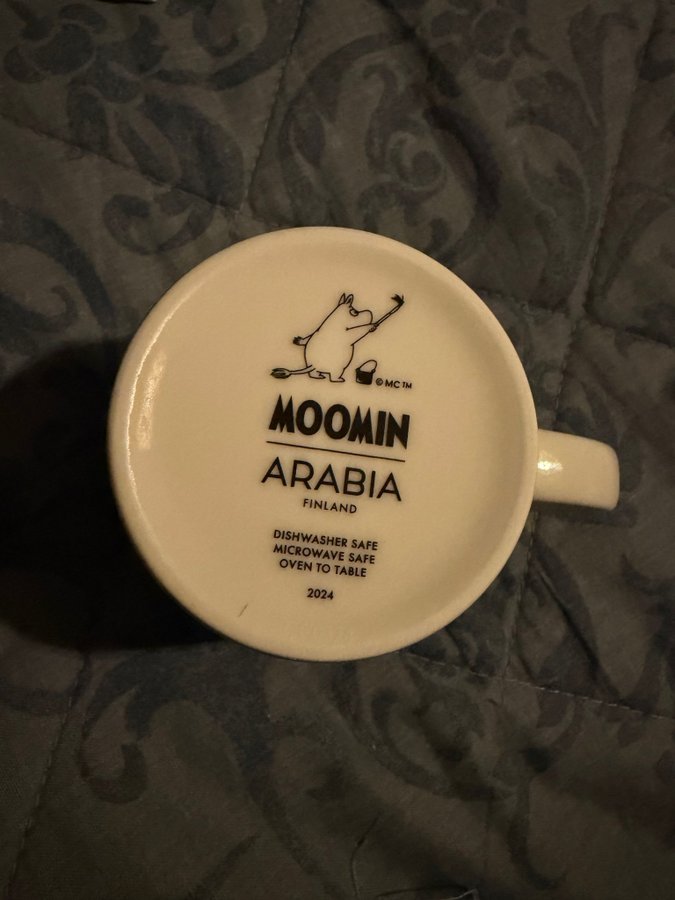 © MC ™
MOOMIN
ARABIA
FINLAND
DISHWASHER SAFE
MICROWAVE SAFE
OVEN TO TABLE
2024